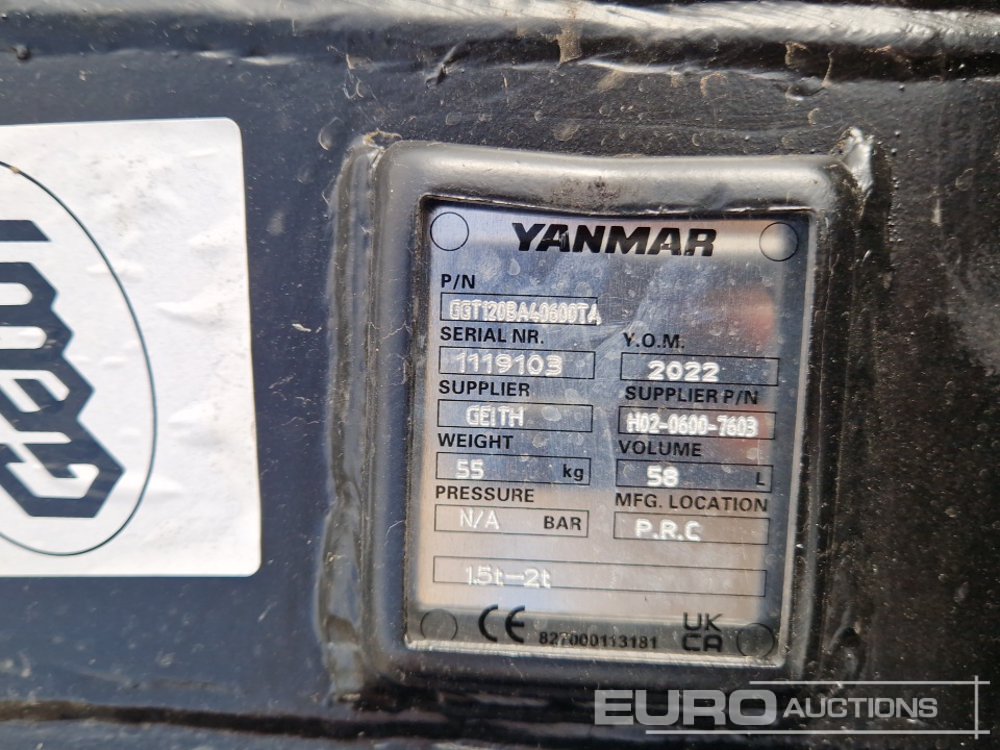 YANMAR
P/N
GGT120BA40600TA
SERIAL NR. Y.O.M.
1119103 2022
SUPPLIER SUPPLIER P/N
GEITH H02-0600-7603
WEIGHT VOLUME
55 kg 58 L
PRESSURE MFG. LOCATION
N/A BAR P.R.C
1.5t-2t
CE 827000113181 UK
CA
EURO AUCTIONS